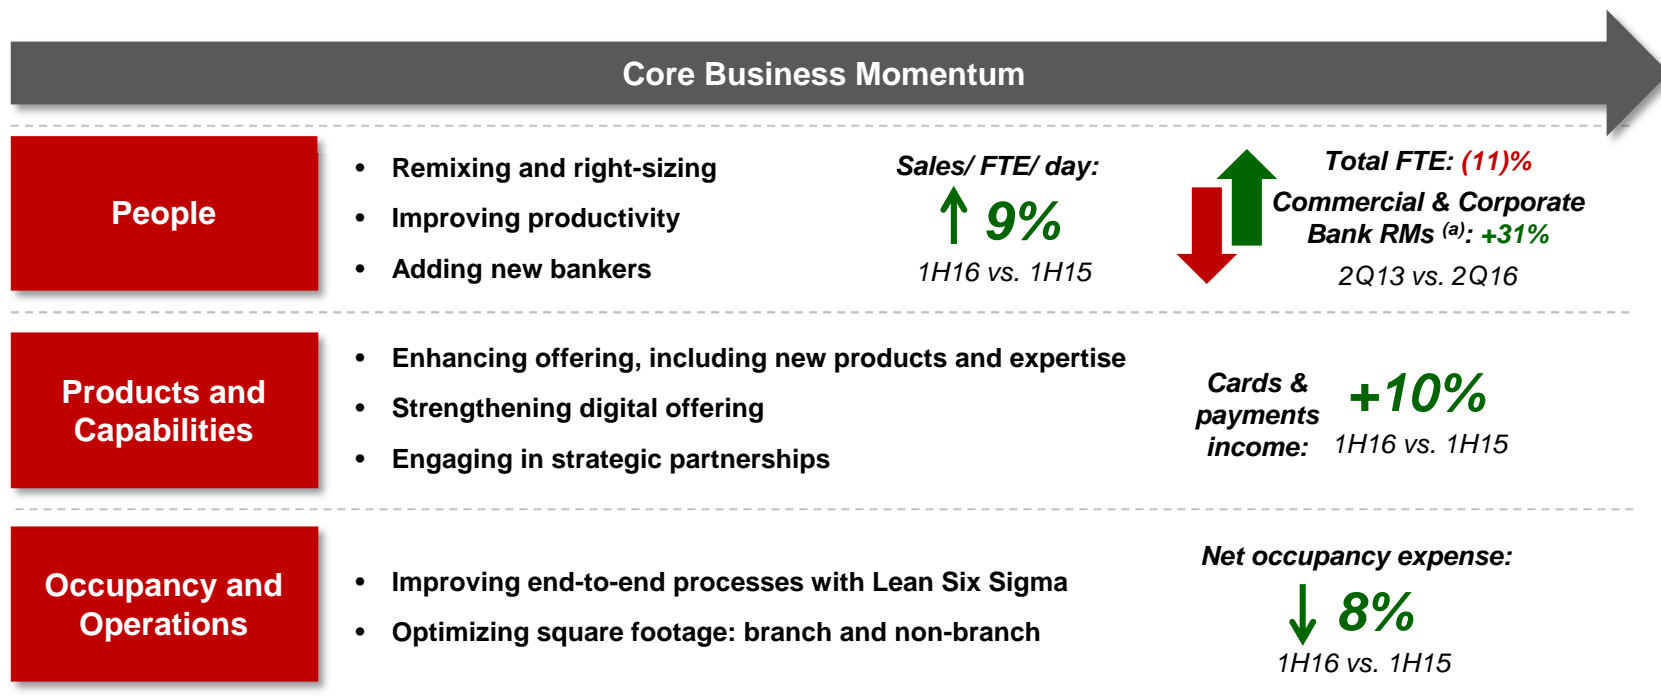 Core Business Momentum
People
• Remixing and right-sizing
• Improving productivity
• Adding new bankers
Sales/ FTE/ day:
9%
1H16 vs. 1H15
Total FTE: (11)%
Commercial & Corporate
Bank RMs (a): +31%
2Q13 vs. 2Q16
Products and
Capabilities
• Enhancing offering, including new products and expertise
• Strengthening digital offering
• Engaging in strategic partnerships
Cards &
payments
income:
+10%
1H16 vs. 1H15
Occupancy and
Operations
• Improving end-to-end processes with Lean Six Sigma
• Optimizing square footage: branch and non-branch
Net occupancy expense:
8%
1H16 vs. 1H15